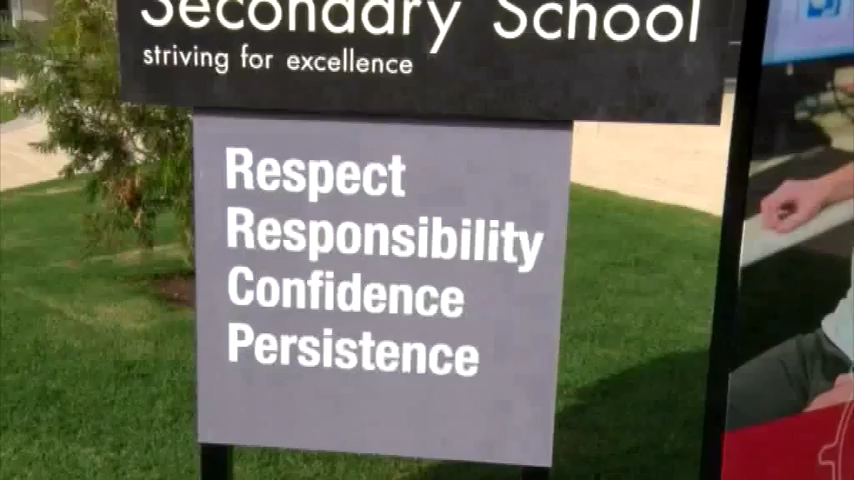 Secondary School
striving for excellence
Respect
Responsibility
Confidence
Persistence